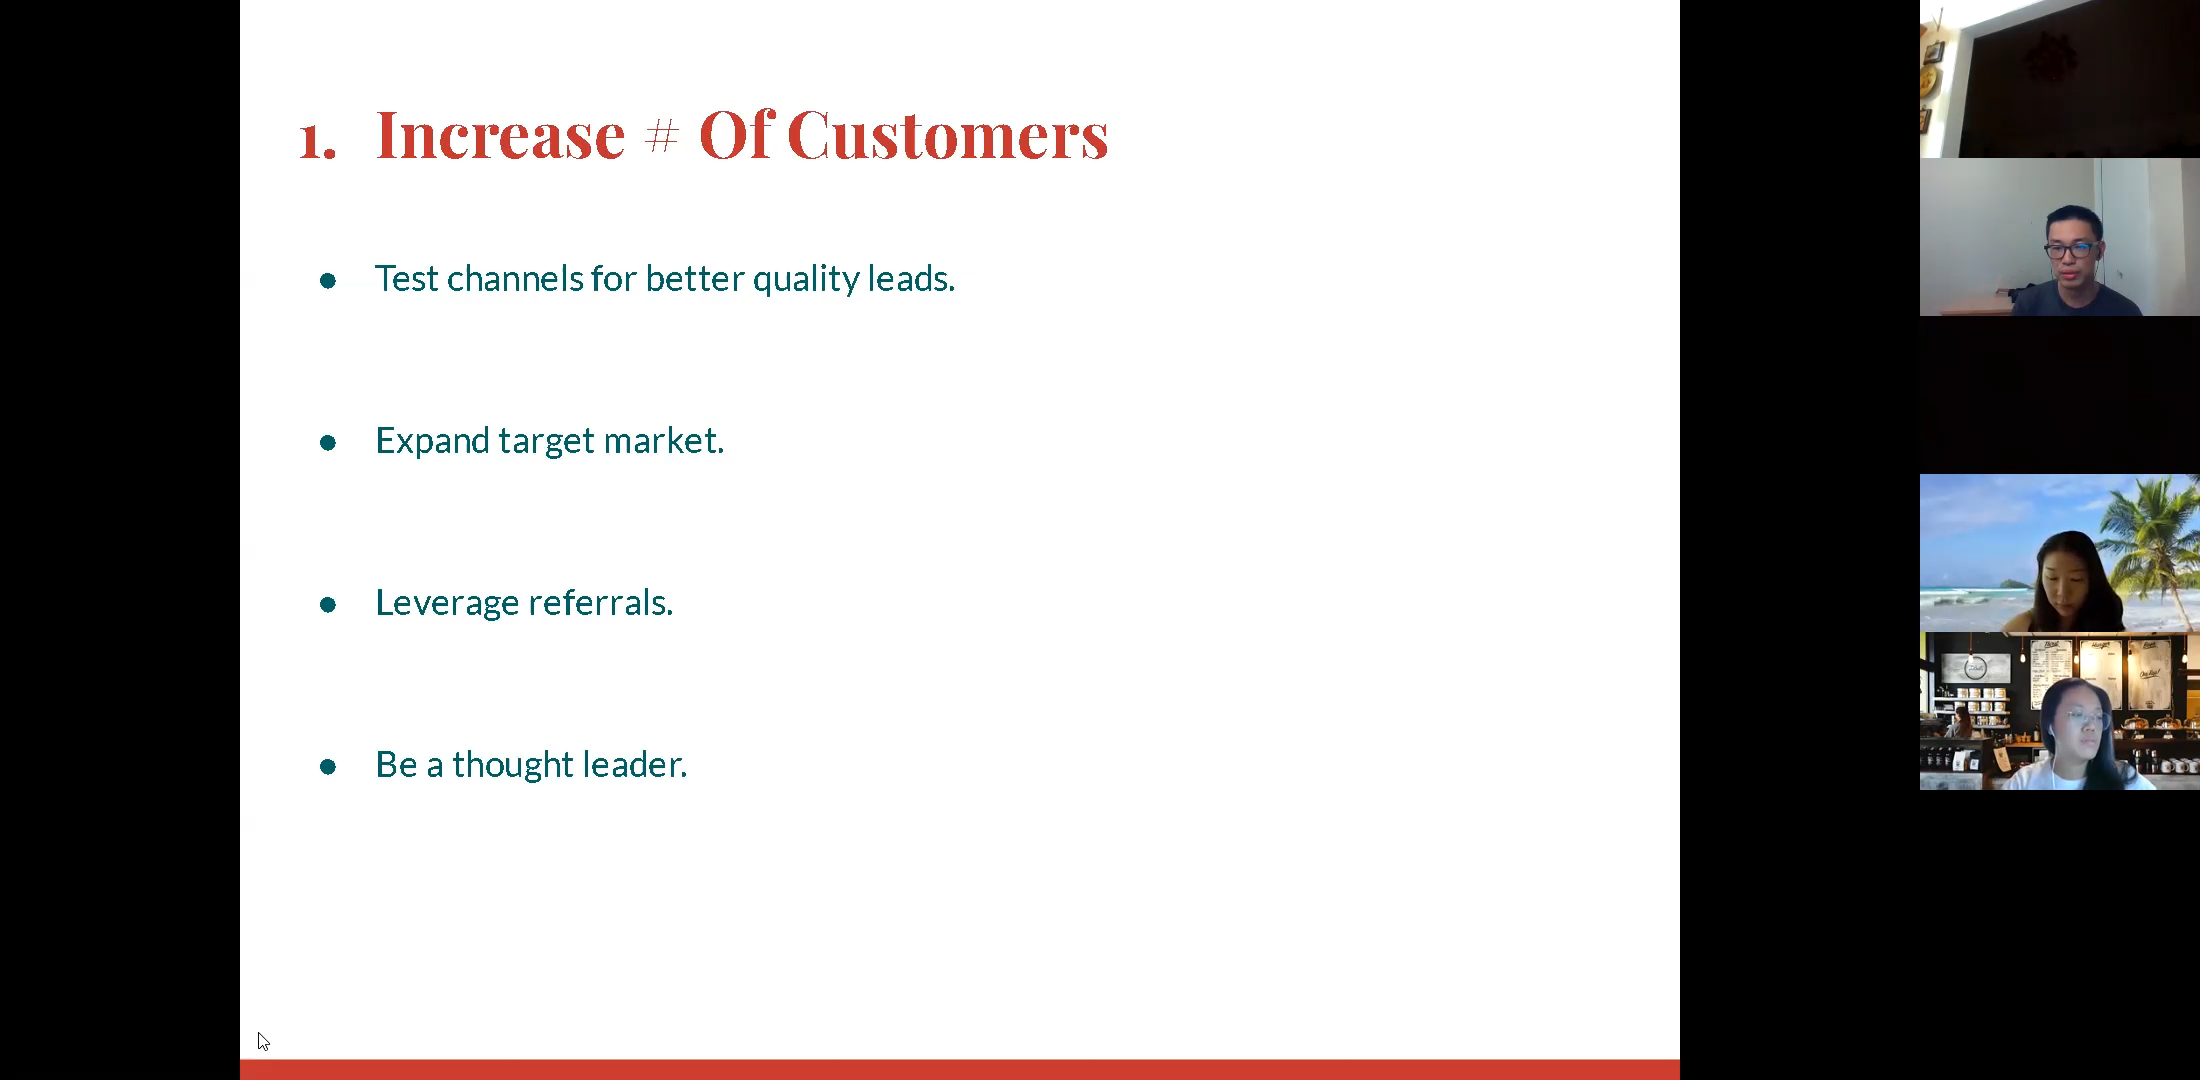 1. Increase # Of Customers
● Test channels for better quality leads.
● Expand target market.
● Leverage referrals.
● Be a thought leader.